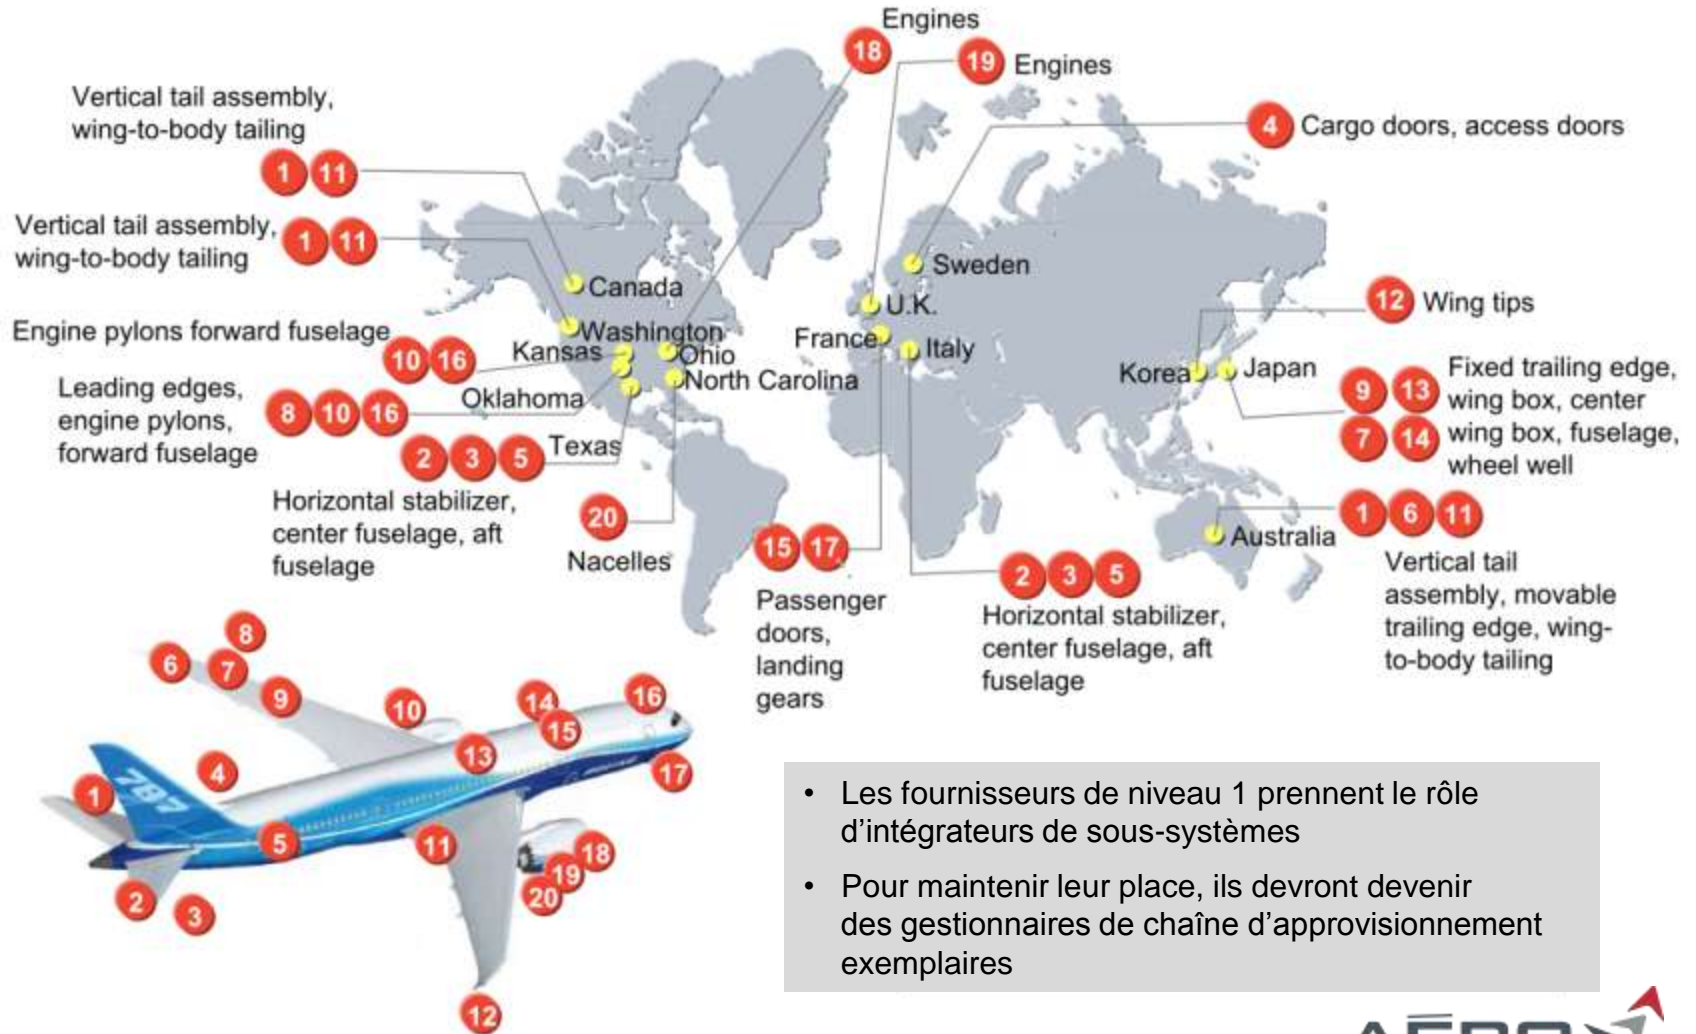 Engines
18
19 Engines
Vertical tail assembly,
wing-to-body tailing
1 11
4 Cargo doors, access doors
Vertical tail assembly,
wing-to-body tailing
1 11
Canada
Sweden
U.K.
12 Wing tips
Engine pylons forward fuselage
10 16
Washington
Kansas
Ohio
France
Italy
Korea
Japan
Leading edges,
engine pylons,
forward fuselage
8 10 16
Oklahoma
North Carolina
9 13
7 14
Fixed trailing edge,
wing box, center
wing box, fuselage,
wheel well
2 3 5
Texas
Horizontal stabilizer,
center fuselage, aft
fuselage
20
Nacelles
15 17
Passenger
doors,
landing
gears
2 3 5
Horizontal stabilizer,
center fuselage, aft
fuselage
Australia
1 6 11
Vertical tail
assembly, movable
trailing edge, wing-
to-body tailing
8
6
7
9
10
14
16
15
13
17
4
1
787
5
11
18
19
20
2
3
12
• Les fournisseurs de niveau 1 prennent le rôle
d’intégrateurs de sous-systèmes
• Pour maintenir leur place, ils devront devenir
des gestionnaires de chaîne d’approvisionnement
exemplaires
AÉRO